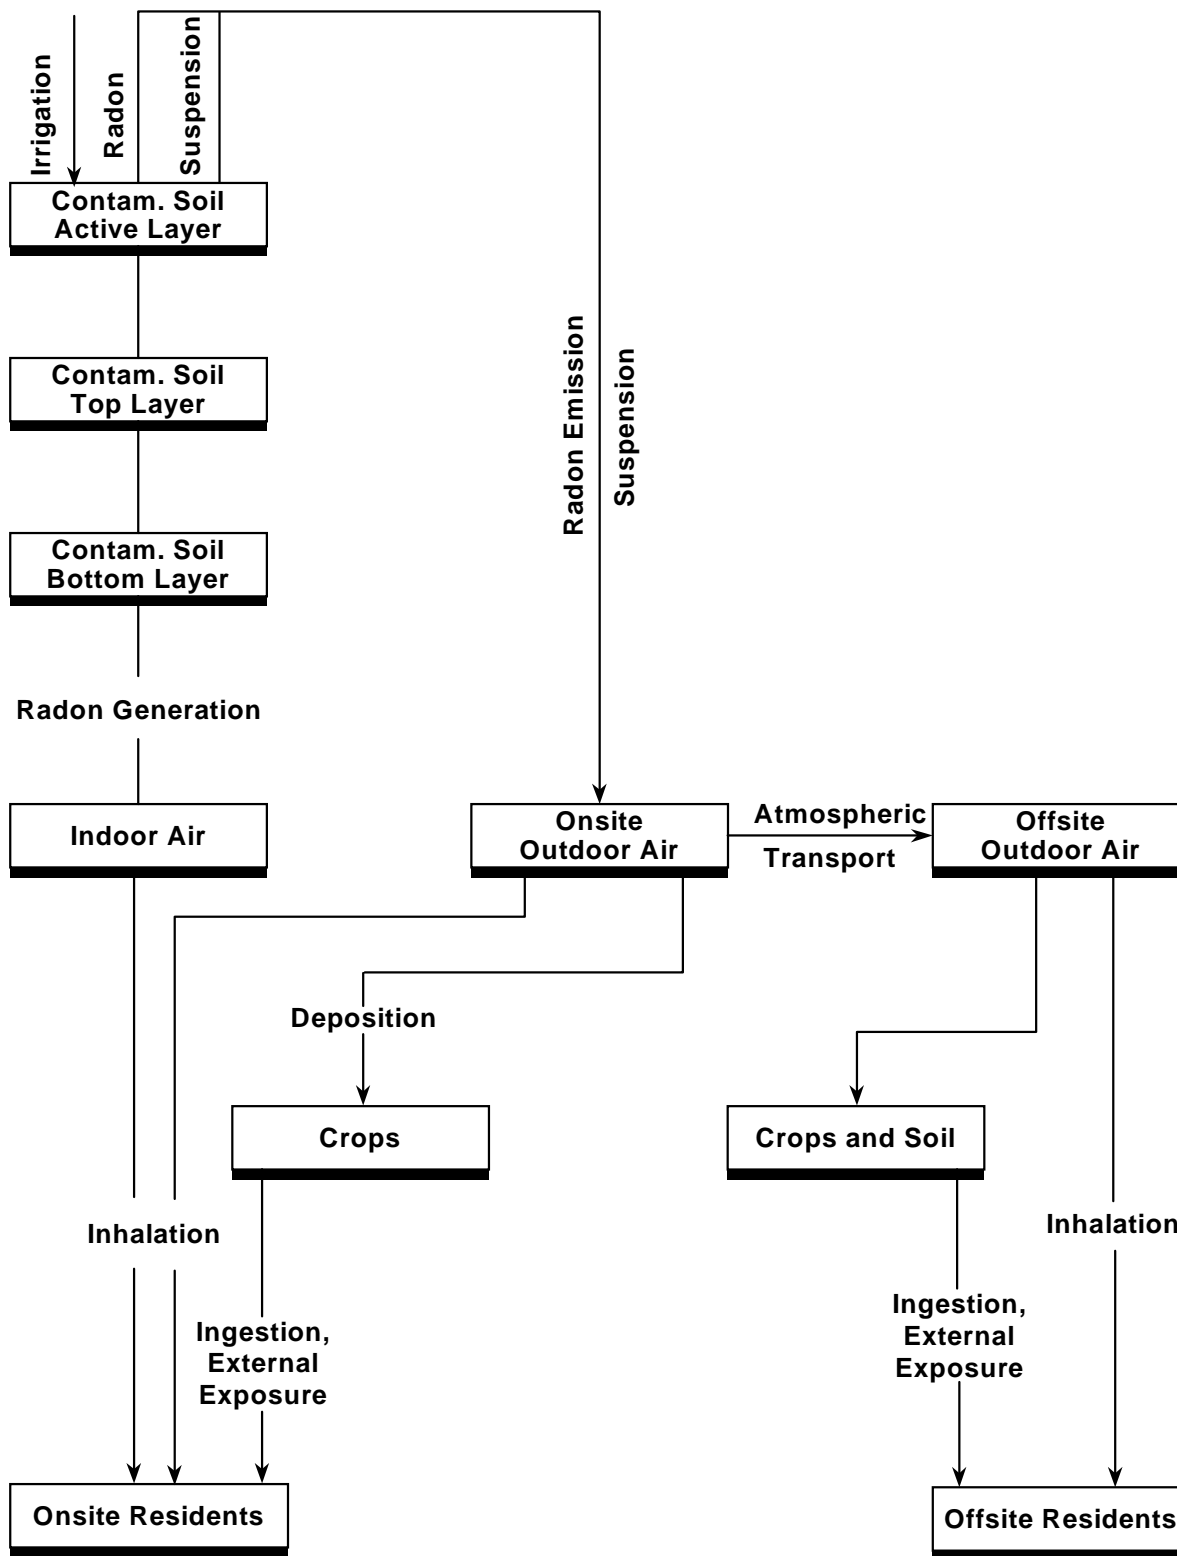 Irrigation
Radon
Suspension
Contam. Soil
Active Layer
Contam. Soil
Top Layer
Radon Emission
Suspension
Contam. Soil
Bottom Layer
Radon Generation
Indoor Air
Onsite
Outdoor Air
Atmospheric
Transport
Offsite
Outdoor Air
Deposition
Crops
Crops and Soil
Inhalation
Inhalation
Ingestion,
External
Exposure
Ingestion,
External
Exposure
Onsite Residents
Offsite Residents